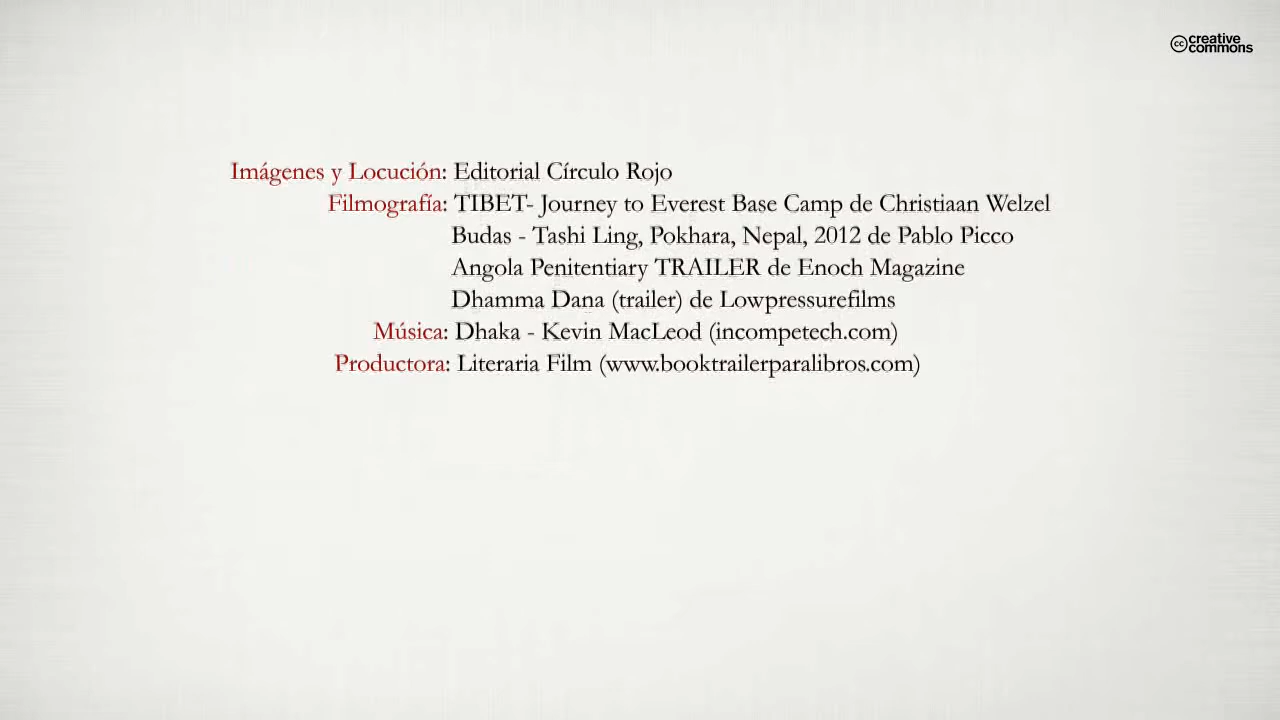 creative
commons
Imágenes y Locución: Editorial Círculo Rojo
Filmografía: TIBET- Journey to Everest Base Camp de Christiaan Welzel
Budas - Tashi Ling, Pokhara, Nepal, 2012 de Pablo Picco
Angola Penitentiary TRAILER de Enoch Magazine
Dhamma Dana (trailer) de Lowpressurefilms
Música: Dhaka - Kevin MacLeod (incompetech.com)
Productora: Literaria Film (www.booktrailerparalibros.com)